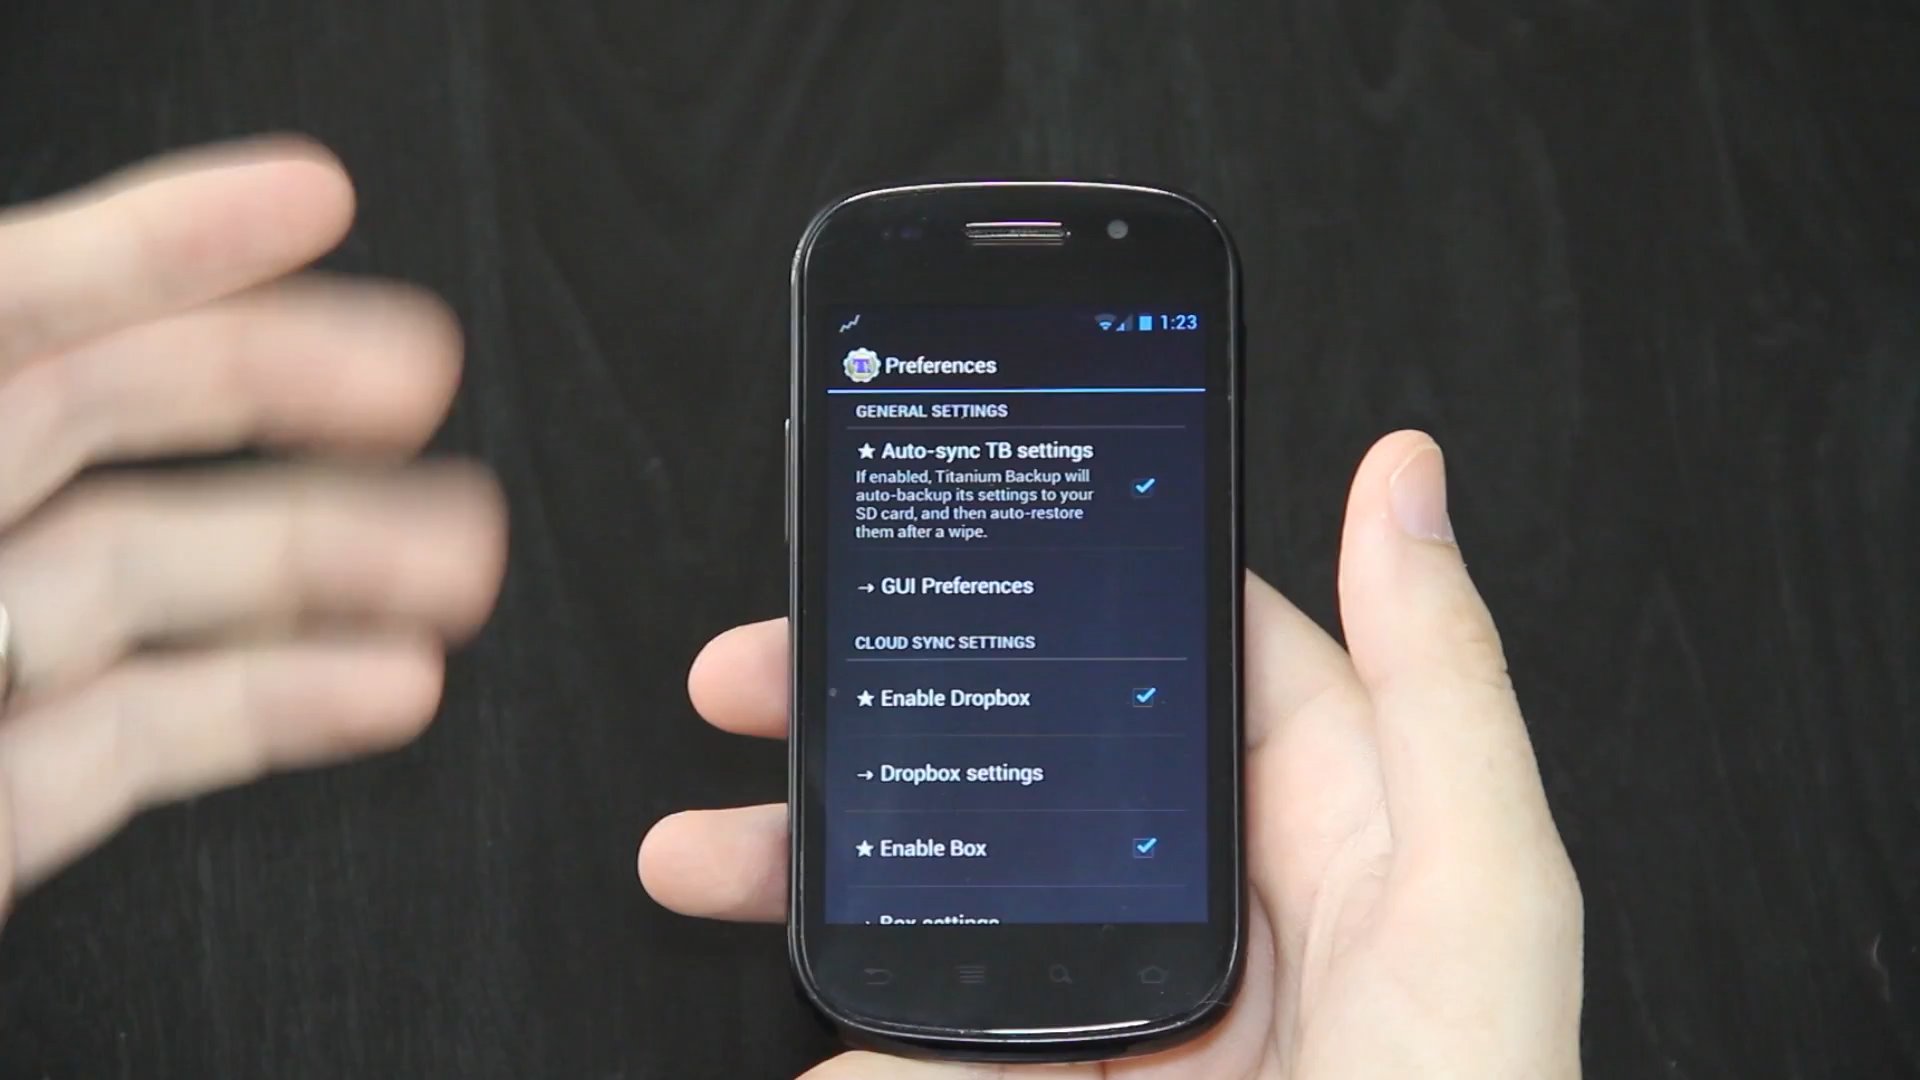 1:23
Preferences
GENERAL SETTINGS
★ Auto-sync TB settings
If enabled, Titanium Backup will
auto-backup its settings to your
SD card, and then auto-restore
them after a wipe.
→ GUI Preferences
CLOUD SYNC SETTINGS
★ Enable Dropbox
→ Dropbox settings
★ Enable Box
Box settings